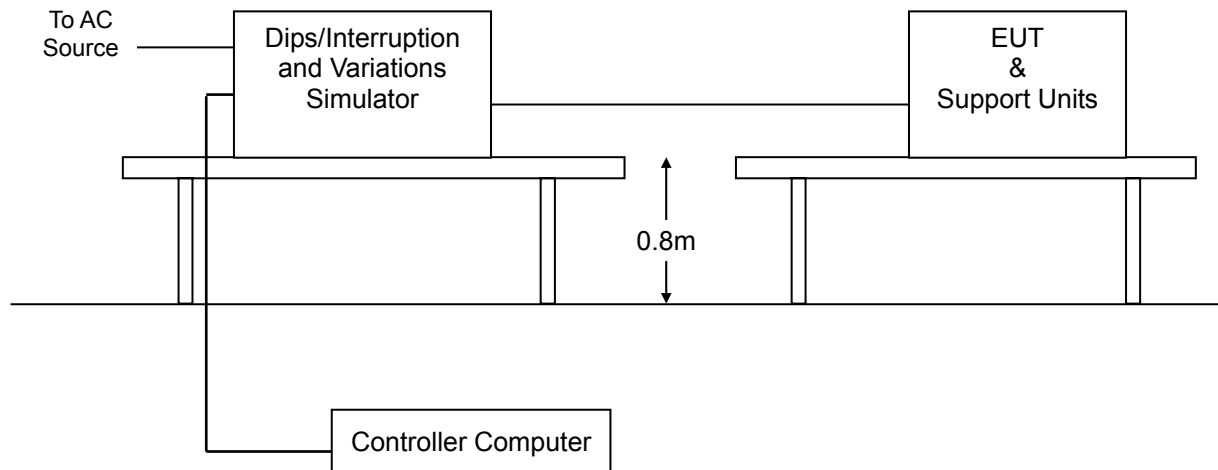 To AC
Source
Dips/Interruption
and Variations
Simulator
EUT
&
Support Units
0.8m
Controller Computer